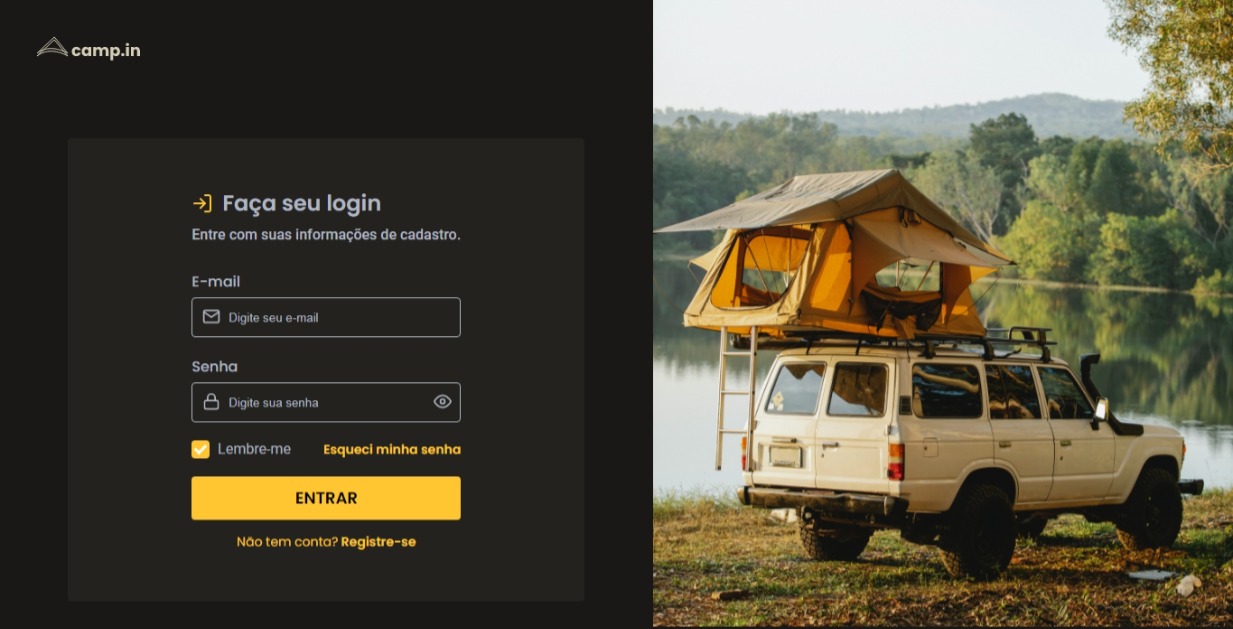 camp.in
Faça seu login
Entre com suas informações de cadastro.
E-mail
Digite seu e-mail
Senha
Digite sua senha
Lembre-me Esqueci minha senha
ENTRAR
Não tem conta? Registre-se